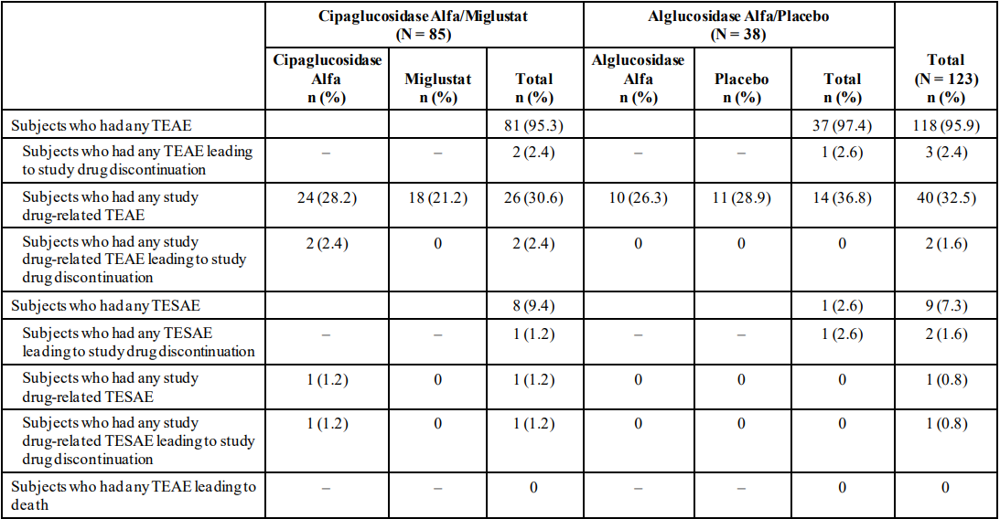 Cipaglucosidase Alfa/Miglustat
(N = 85)
Alglucosidase Alfa/Placebo
(N = 38)
Total
(N = 123)
n (%)
Cipaglucosidase
Alfa
n (%)
Miglustat
n (%)
Total
n (%)
Alglucosidase
Alfa
n (%)
Placebo
n (%)
Total
n (%)
Subjects who had any TEAE 81 (95.3) 37 (97.4) 118 (95.9)
Subjects who had any TEAE leading
to study drug discontinuation
– – 2 (2.4) – – 1 (2.6) 3 (2.4)
Subjects who had any study
drug-related TEAE
24 (28.2) 18 (21.2) 26 (30.6) 10 (26.3) 11 (28.9) 14 (36.8) 40 (32.5)
Subjects who had any study
drug-related TEAE leading to study
drug discontinuation
2 (2.4) 0 2 (2.4) 0 0 0 2 (1.6)
Subjects who had any TESAE 8 (9.4) 1 (2.6) 9 (7.3)
Subjects who had any TESAE
leading to study drug discontinuation
– – 1 (1.2) – – 1 (2.6) 2 (1.6)
Subjects who had any study
drug-related TESAE
1 (1.2) 0 1 (1.2) 0 0 0 1 (0.8)
Subjects who had any study
drug-related TESAE leading to study
drug discontinuation
1 (1.2) 0 1 (1.2) 0 0 0 1 (0.8)
Subjects who had any TEAE leading to
death
– – 0 – – 0 0